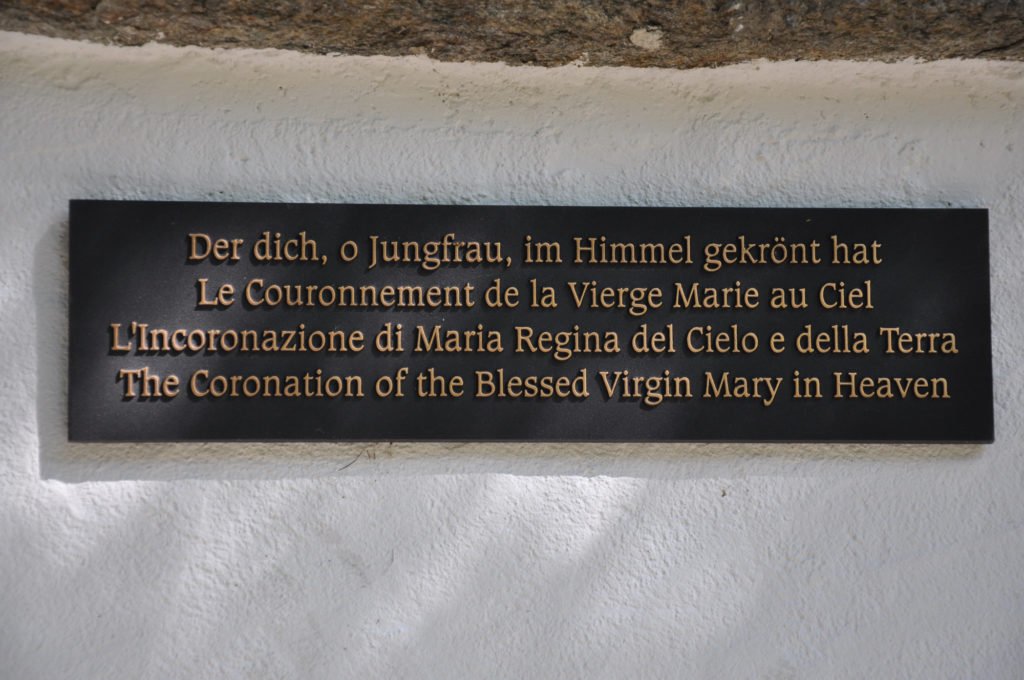 Der dich, o Jungfrau, im Himmel gekrönt hat
Le Couronnement de la Vierge Marie au Ciel
L'Incoronazione di Maria Regina del Cielo e della Terra
The Coronation of the Blessed Virgin Mary in Heaven